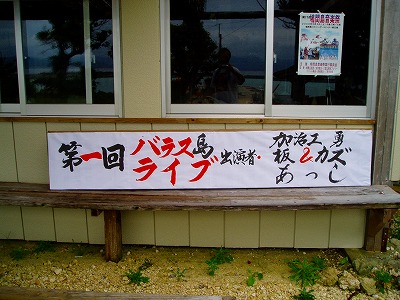 第一回
バラス島
ライブ
出演者・
加治工 勇
板2カズ
あっし